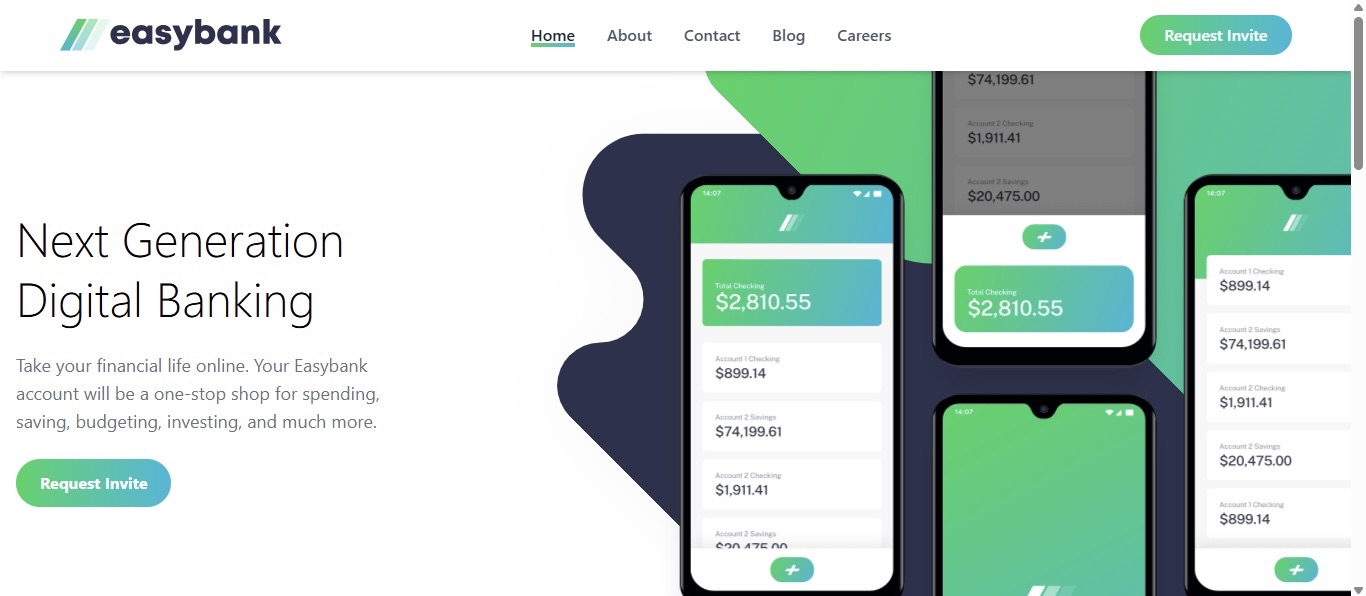 easybank
Home
About
Contact
Blog
Careers
Request Invite
Next Generation
Digital Banking
Take your financial life online. Your Easybank
account will be a one-stop shop for spending,
saving, budgeting, investing, and much more.
Request Invite
14:07
Total Checking
$2,810.55
Account 1 Checking
$899.14
Account 2 Savings
$74,199.61
Account 2 Checking
$1,911.41
Account 2 Savings
$20,475.00
$74,199.61
Account 2 Checking
$1,911.41
Account 2 Savings
$20,475.00
Total Checking
$2,810.55
14:07
14:07
Account 1 Checking
$899.14
Account 2 Savings
$74,199.61
Account 2 Checking
$1,911.41
Account 2 Savings
$20,475.00
Account 1 Checking
$899.14